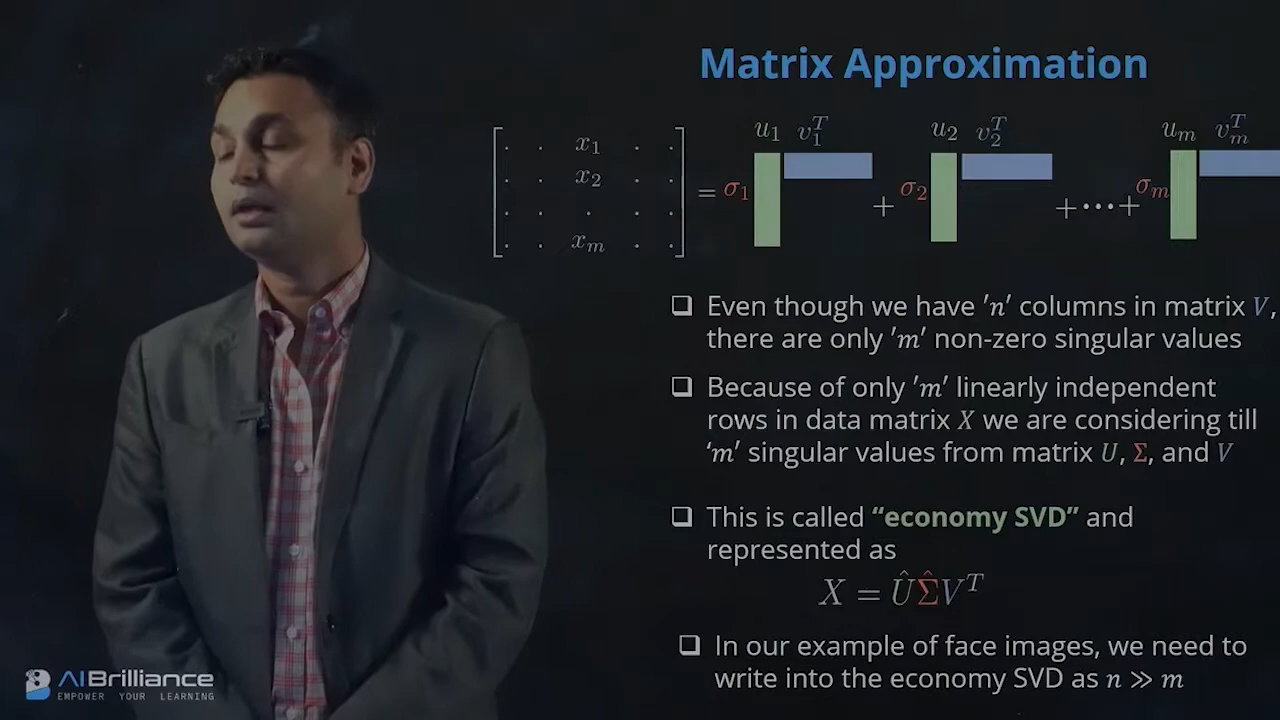 Matrix Approximation
u₁ v₁ᵀ u₂ v₂ᵀ uₘ vₘᵀ
. . x₁ . .
. . x₂ . .
. . . . .
. . xₘ . .
= σ₁ + σ₂ +···+ σₘ
❑ Even though we have 'n' columns in matrix V,
there are only 'm' non-zero singular values
❑ Because of only 'm' linearly independent
rows in data matrix X we are considering till
‘m’ singular values from matrix U, Σ, and V
❑ This is called “economy SVD” and
represented as
X = ÛΣ̂Vᵀ
❑ In our example of face images, we need to
write into the economy SVD as n ≫ m
AIBrilliance
EMPOWER YOUR LEARNING